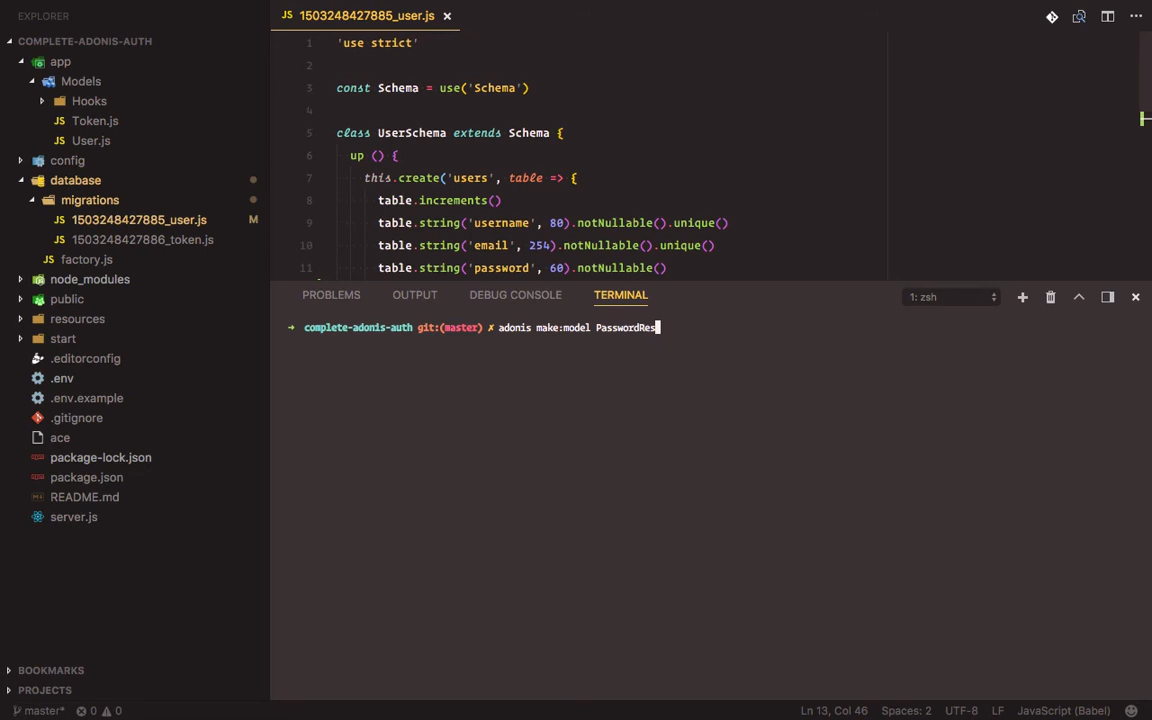 EXPLORER
COMPLETE-ADONIS-AUTH
app
Models
Hooks
JS Token.js
JS User.js
config
database
migrations
JS 1503248427885_user.js M
JS 1503248427886_token.js
JS factory.js
node_modules
public
resources
start
.editorconfig
.env
.env.example
.gitignore
ace
package-lock.json
package.json
README.md
server.js
BOOKMARKS
PROJECTS
JS 1503248427885_user.js ×
1 'use strict'
2
3 const Schema = use('Schema')
4
5 class UserSchema extends Schema {
6 up () {
7 this.create('users', table => {
8 table.increments()
9 table.string('username', 80).notNullable().unique()
10 table.string('email', 254).notNullable().unique()
11 table.string('password', 60).notNullable()
PROBLEMS OUTPUT DEBUG CONSOLE TERMINAL 1: zsh
→ complete-adonis-auth git:(master) ✗ adonis make:model PasswordRes
master* 0 0 Ln 13, Col 46 Spaces: 2 UTF-8 LF JavaScript (Babel)